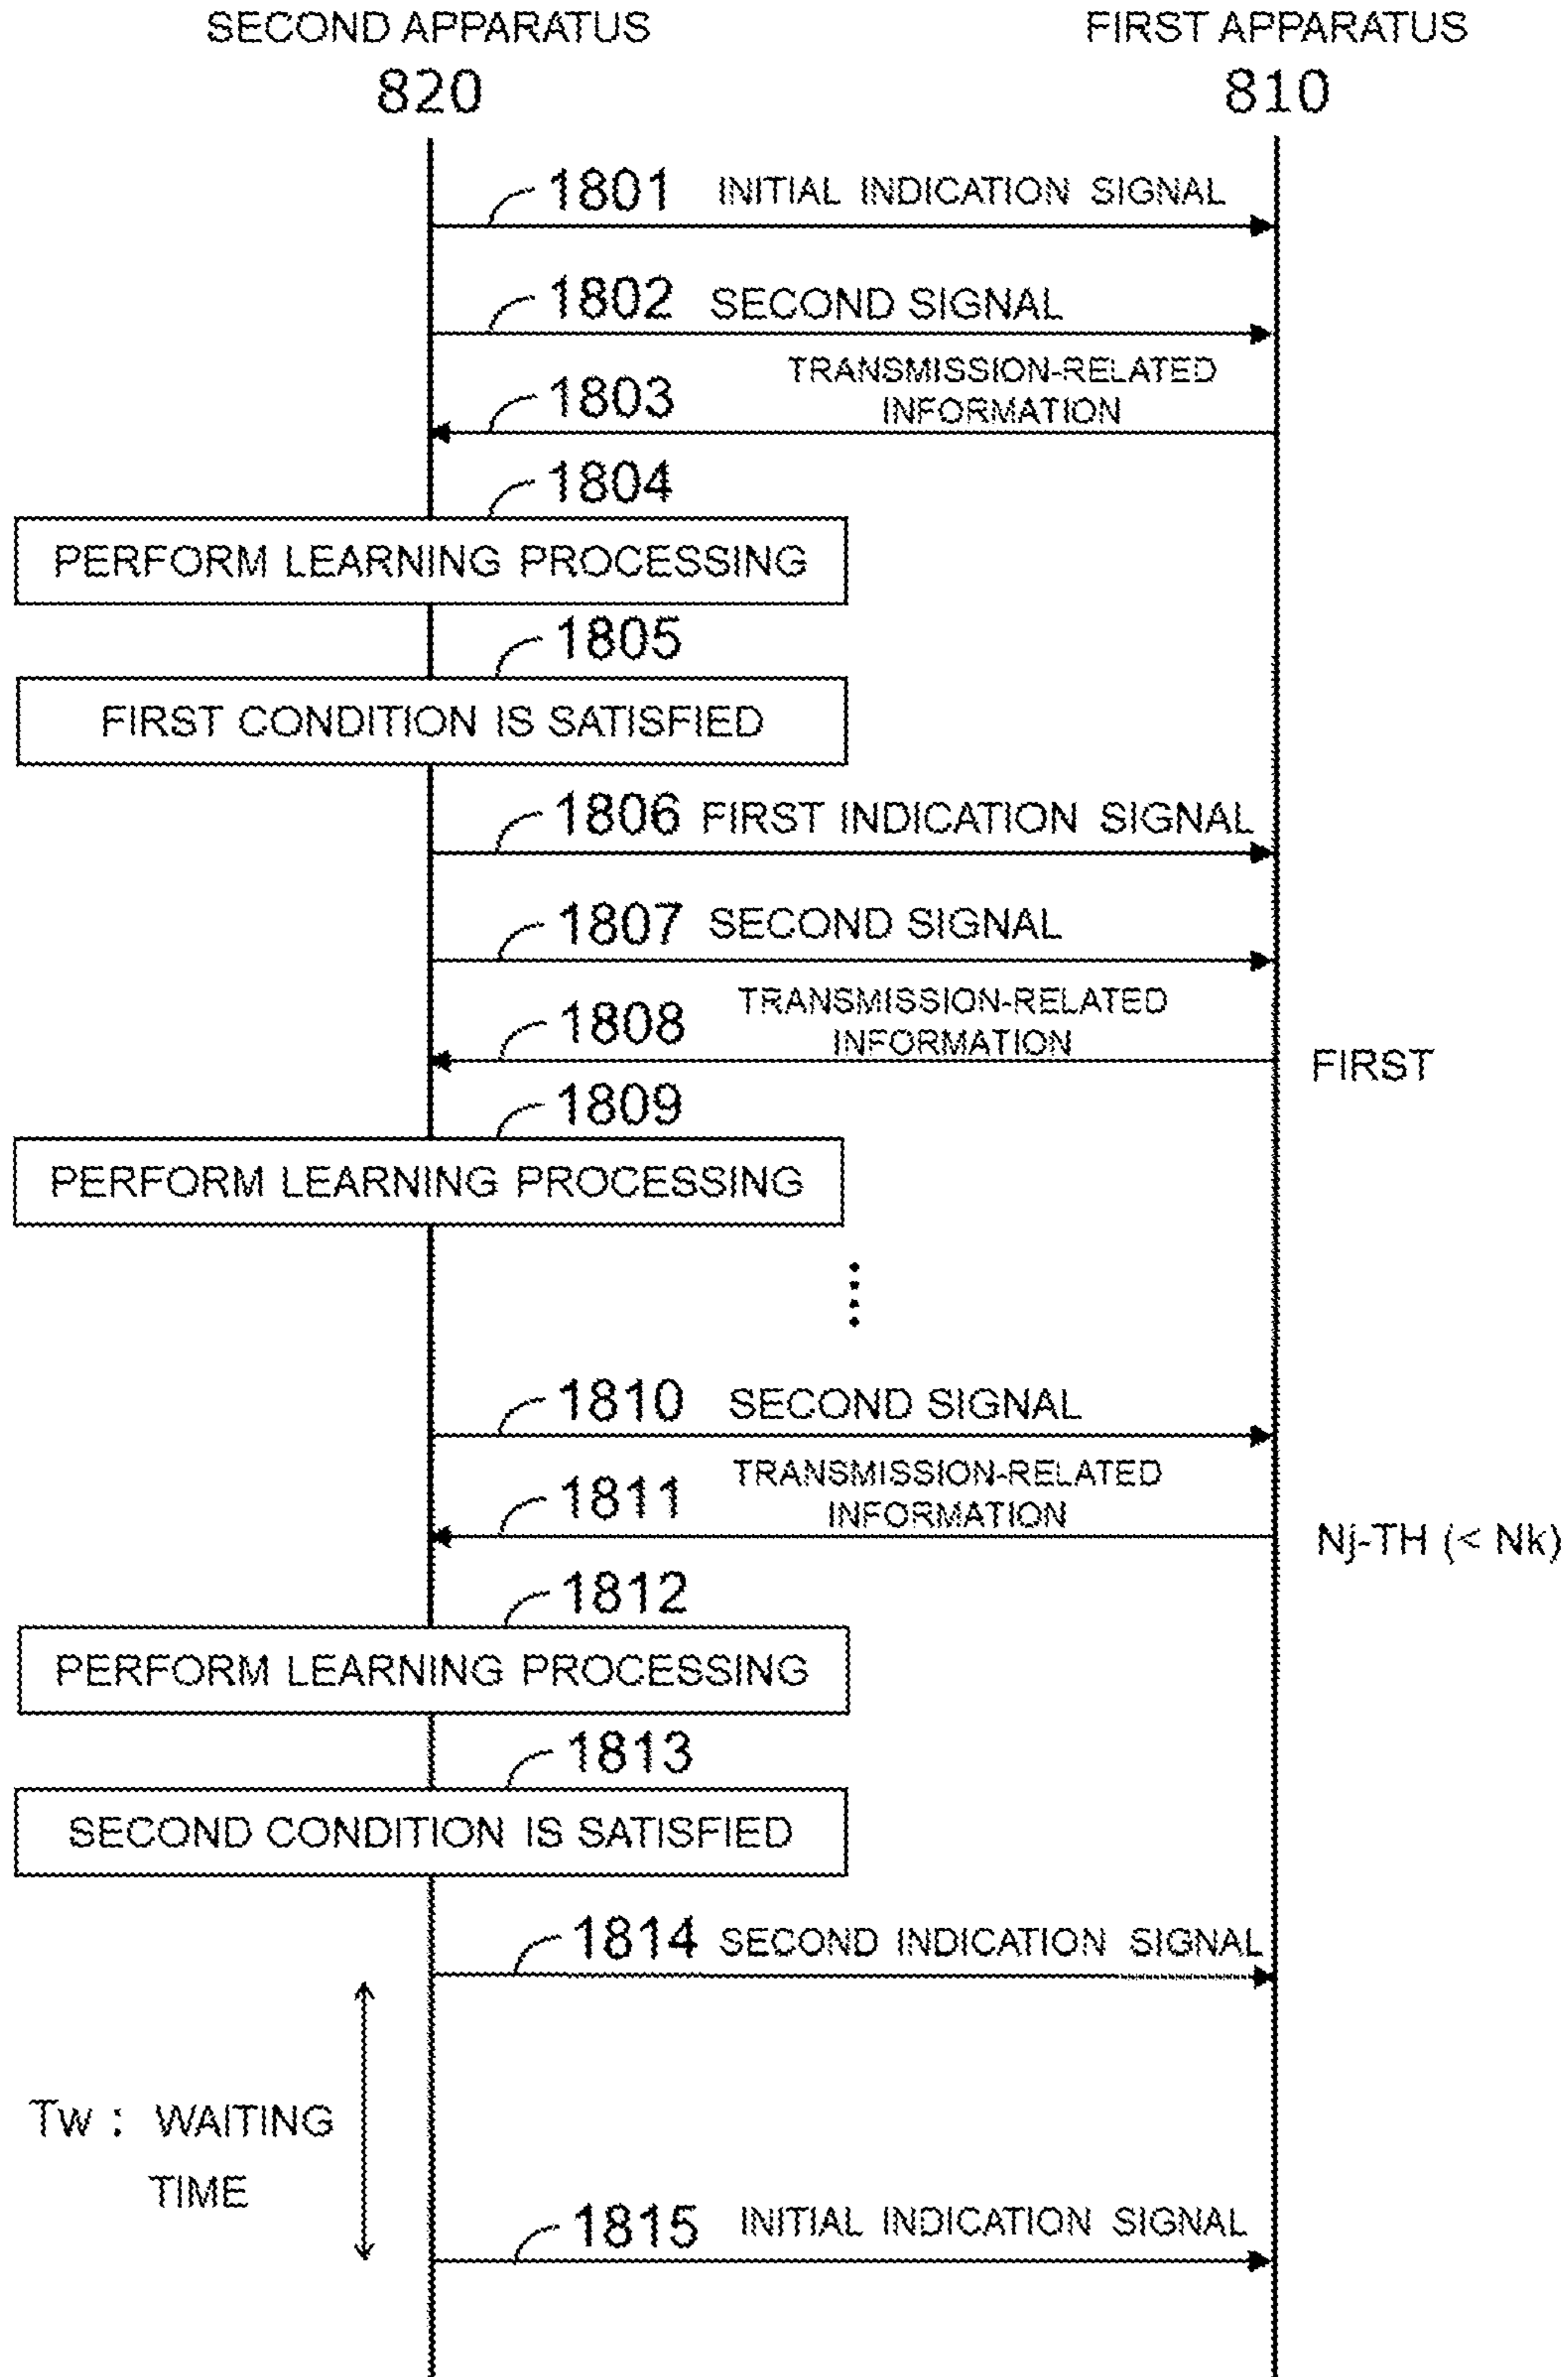 SECOND APPARATUS
FIRST APPARATUS
820
810
1801 INITIAL INDICATION SIGNAL
1802 SECOND SIGNAL
TRANSMISSION-RELATED
1803 INFORMATION
1804
PERFORM LEARNING PROCESSING
1805
FIRST CONDITION IS SATISFIED
1806 FIRST INDICATION SIGNAL
1807 SECOND SIGNAL
TRANSMISSION-RELATED
1808 INFORMATION
FIRST
1809
PERFORM LEARNING PROCESSING
1810 SECOND SIGNAL
TRANSMISSION-RELATED
1811 INFORMATION
Nj-TH (< Nk)
1812
PERFORM LEARNING PROCESSING
1813
SECOND CONDITION IS SATISFIED
1814 SECOND INDICATION SIGNAL
Tw : WAITING
TIME
1815 INITIAL INDICATION SIGNAL